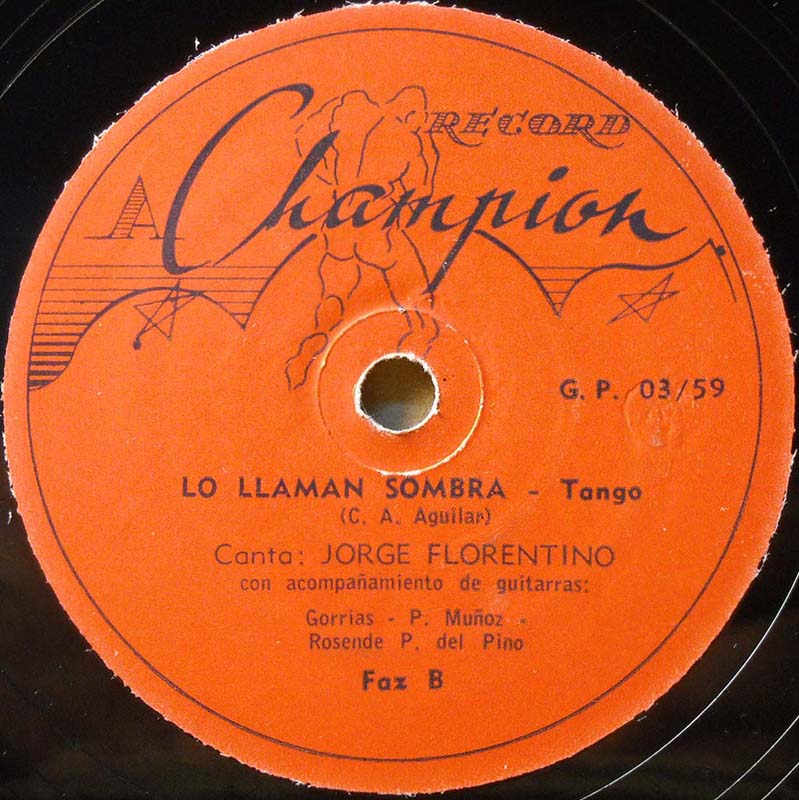 RECORD
A Champion
G. P. 03/59
LO LLAMAN SOMBRA - Tango
(C. A. Aguilar)
Canta: JORGE FLORENTINO
con acompañamiento de guitarras:
Gorrias - P. Muñoz -
Rosende P. del Pino
Faz B